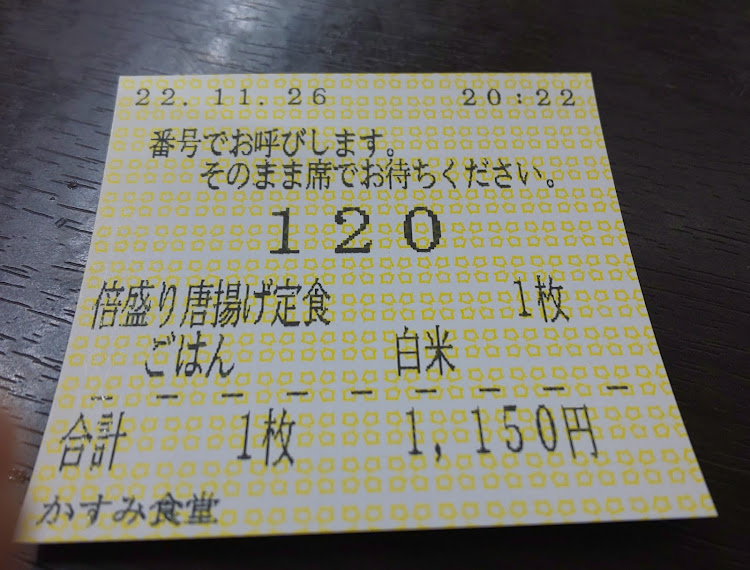 22.11.26 20:22
番号でお呼びします。
そのまま席でお待ちください。
120
倍盛り唐揚げ定食 1枚
ごはん 白米
合計 1枚 1,150円
かすみ食堂